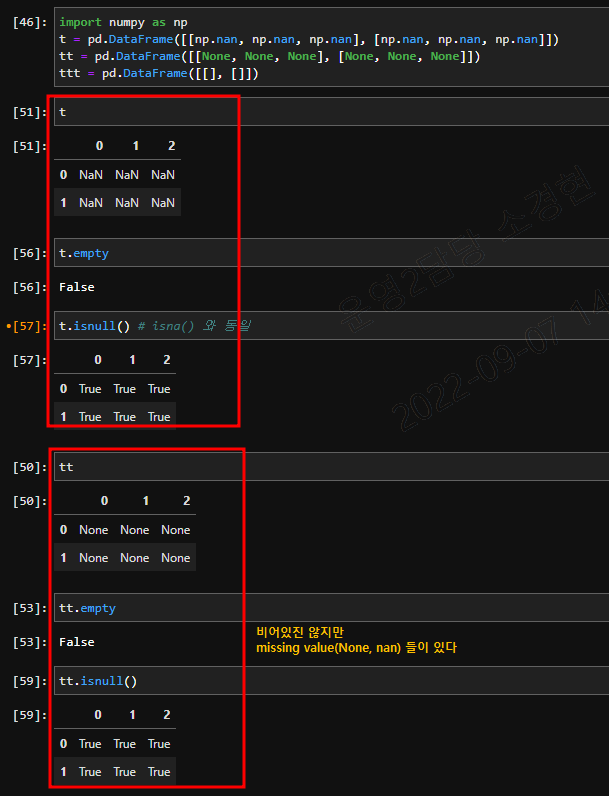 [46]: import numpy as np
t = pd.DataFrame([[np.nan, np.nan, np.nan], [np.nan, np.nan, np.nan]])
tt = pd.DataFrame([[None, None, None], [None, None, None]])
ttt = pd.DataFrame([[], []])
[51]: t
[51]: 0 1 2
0 NaN NaN NaN
1 NaN NaN NaN
[56]: t.empty
[56]: False
•[57]: t.isnull() # isna() 와 동일
[57]: 0 1 2
0 True True True
1 True True True
[50]: tt
[50]: 0 1 2
0 None None None
1 None None None
[53]: tt.empty
[53]: False
비어있진 않지만
missing value(None, nan) 들이 있다
[59]: tt.isnull()
[59]: 0 1 2
0 True True True
1 True True True
운영2팀담당 소경현
2022-09-07 14